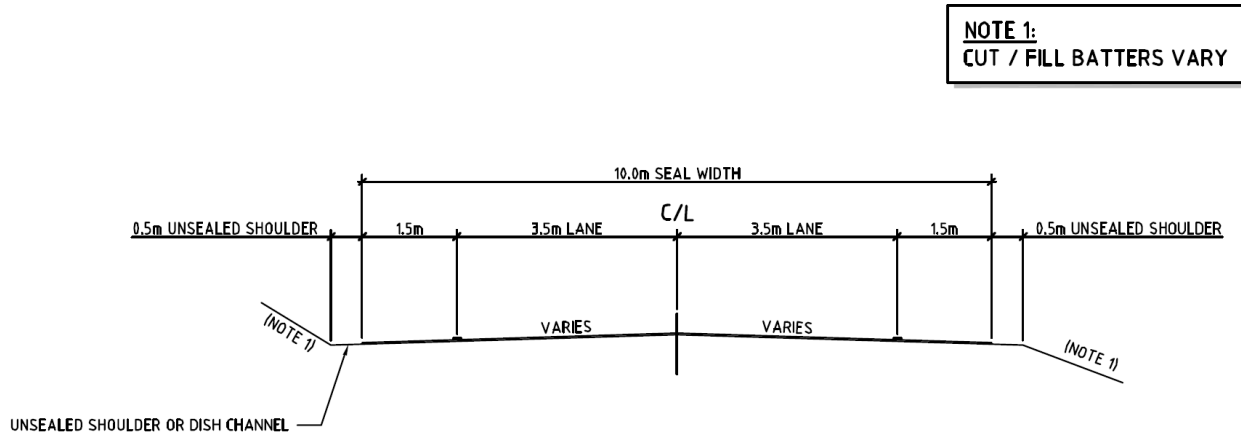 NOTE 1:
CUT / FILL BATTERS VARY
10.0m SEAL WIDTH
C/L
0.5m UNSEALED SHOULDER
1.5m
3.5m LANE
3.5m LANE
1.5m
0.5m UNSEALED SHOULDER
(NOTE 1)
VARIES
VARIES
(NOTE 1)
UNSEALED SHOULDER OR DISH CHANNEL